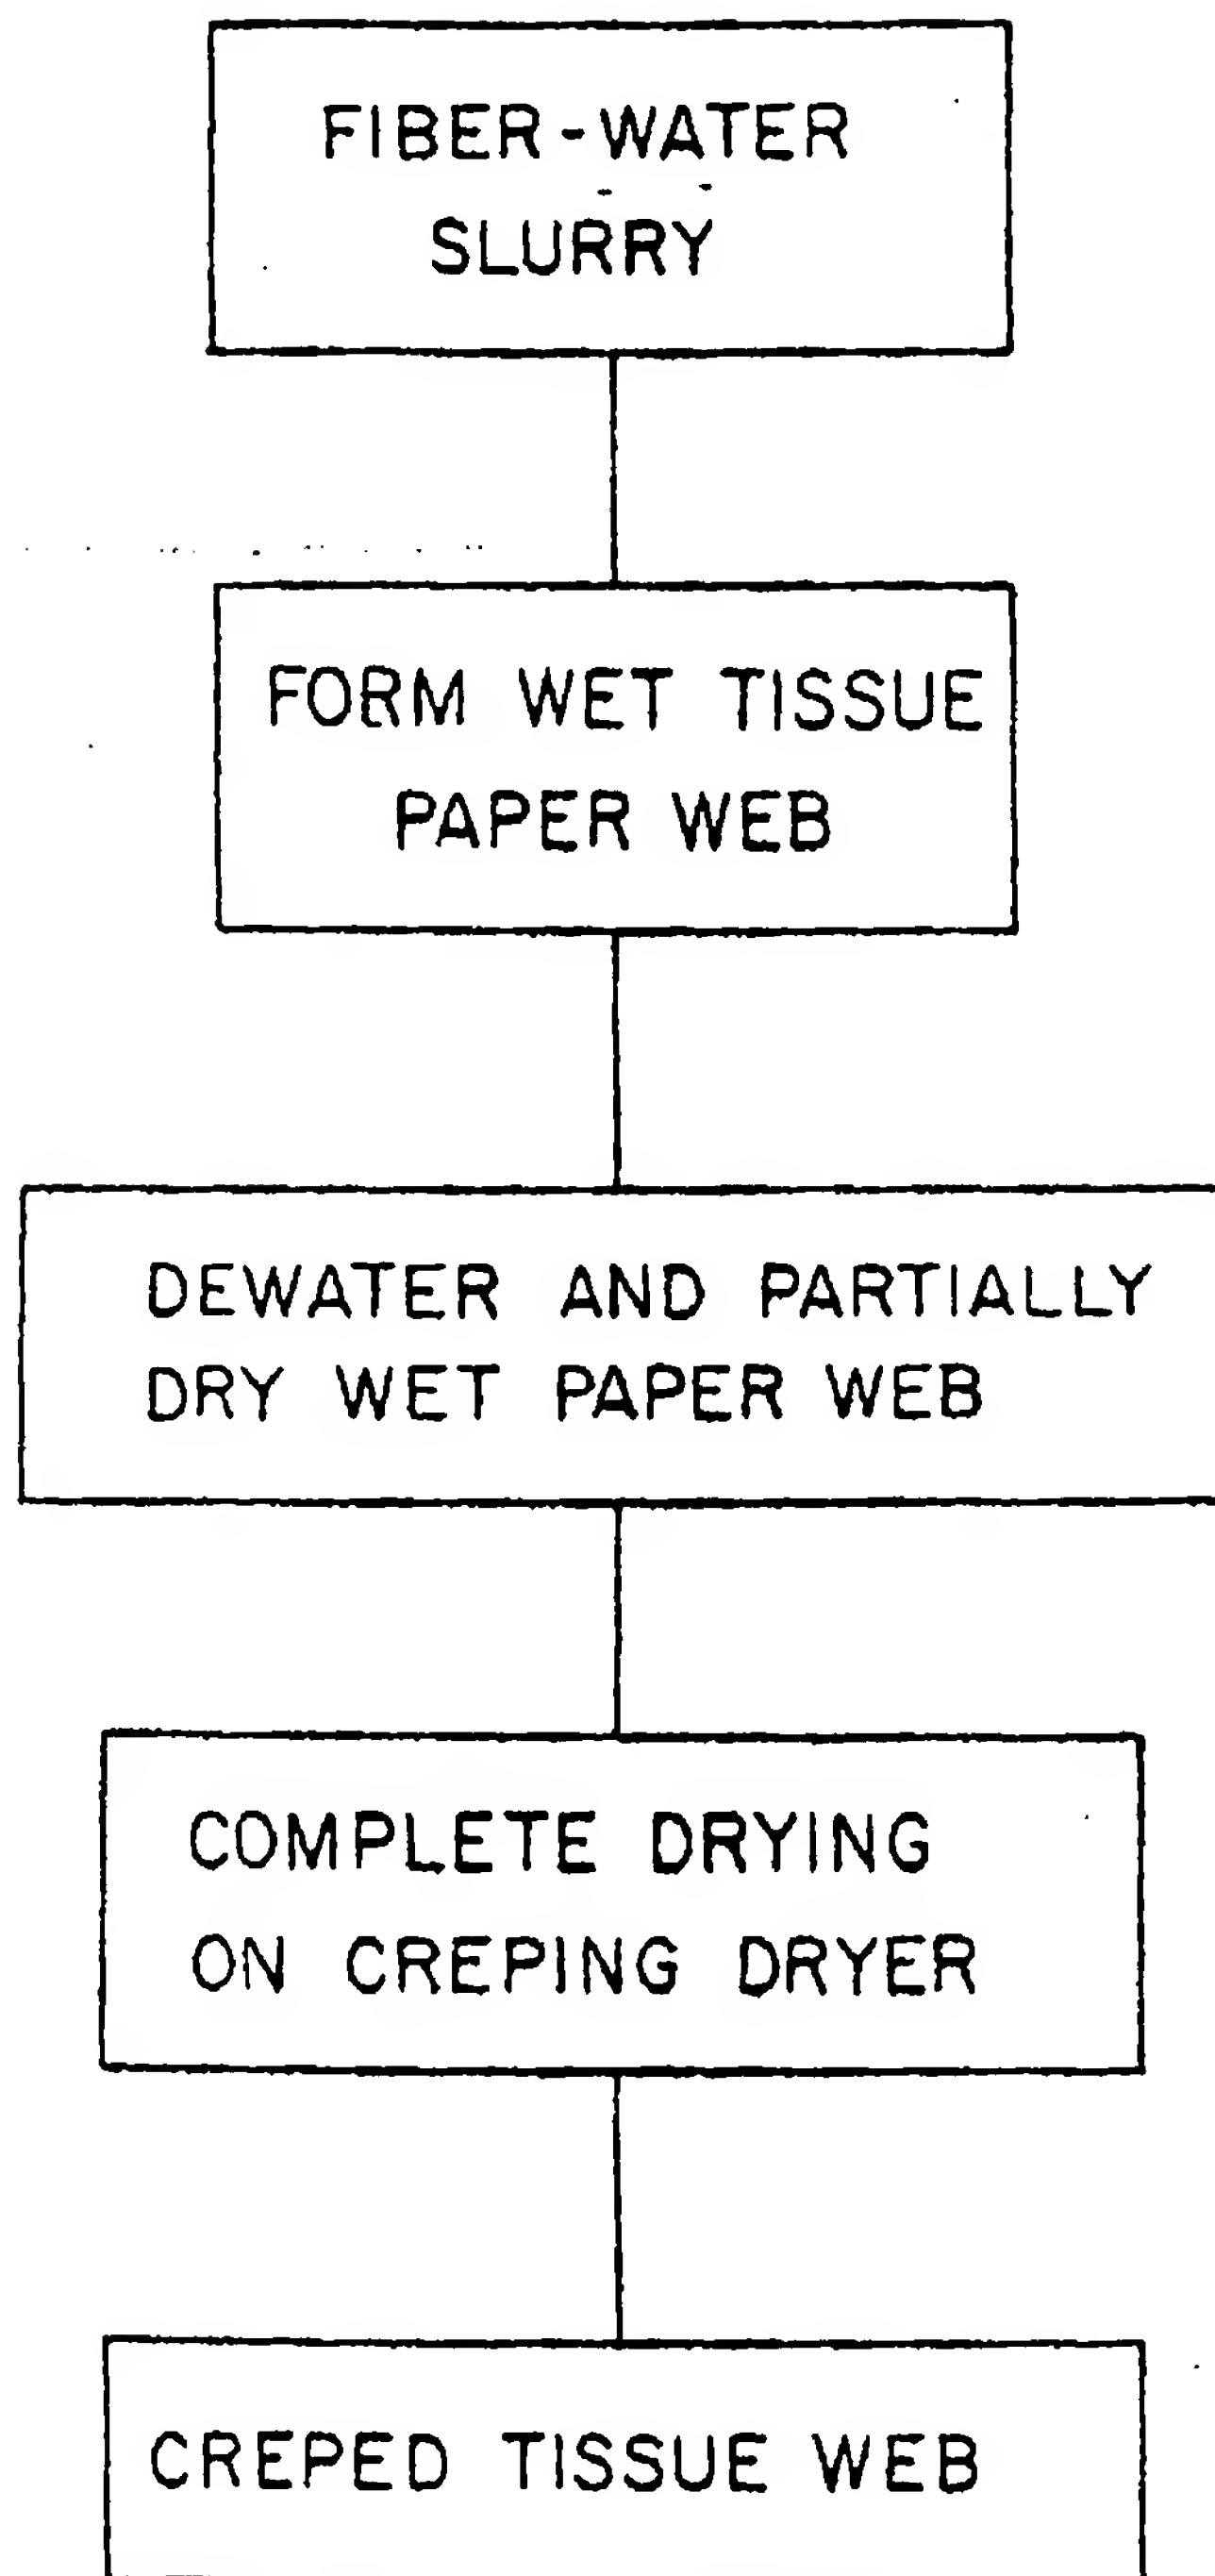 FIBER-WATER
SLURRY
FORM WET TISSUE
PAPER WEB
DEWATER AND PARTIALLY
DRY WET PAPER WEB
COMPLETE DRYING
ON CREPING DRYER
CREPED TISSUE WEB